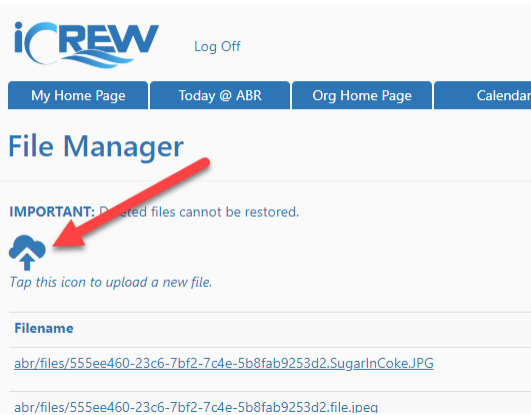 iCREW
Log Off
My Home Page Today @ ABR Org Home Page Calendar
File Manager
IMPORTANT: Deleted files cannot be restored.
Tap this icon to upload a new file.
Filename
abr/files/555ee460-23c6-7bf2-7c4e-5b8fab9253d2.SugarInCoke.JPG
abr/files/555ee460-23c6-7bf2-7c4e-5b8fab9253d2.file.jpeg